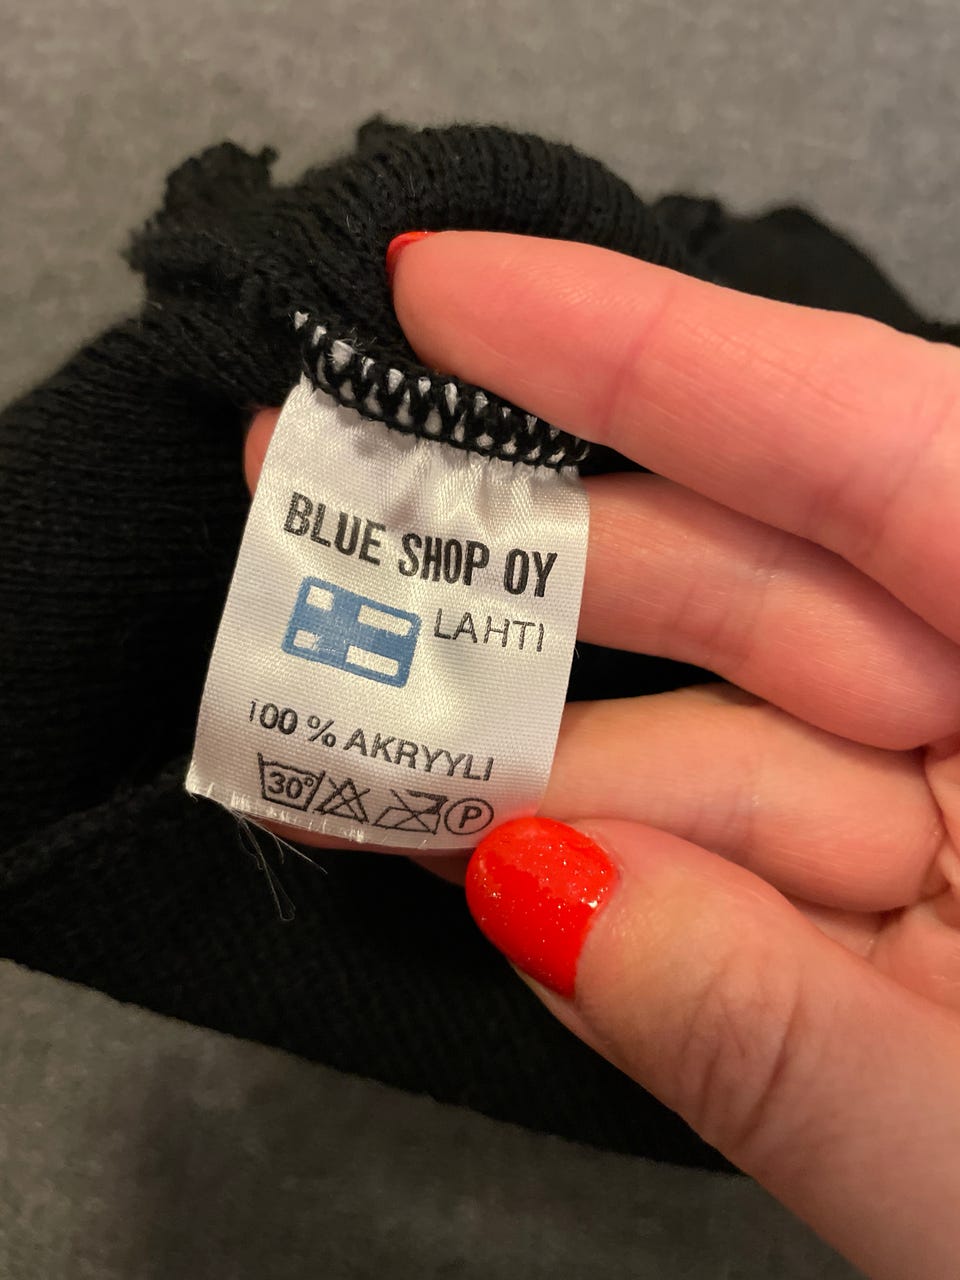 BLUE SHOP OY
LAHTI
100 % AKRYYLI
30° P